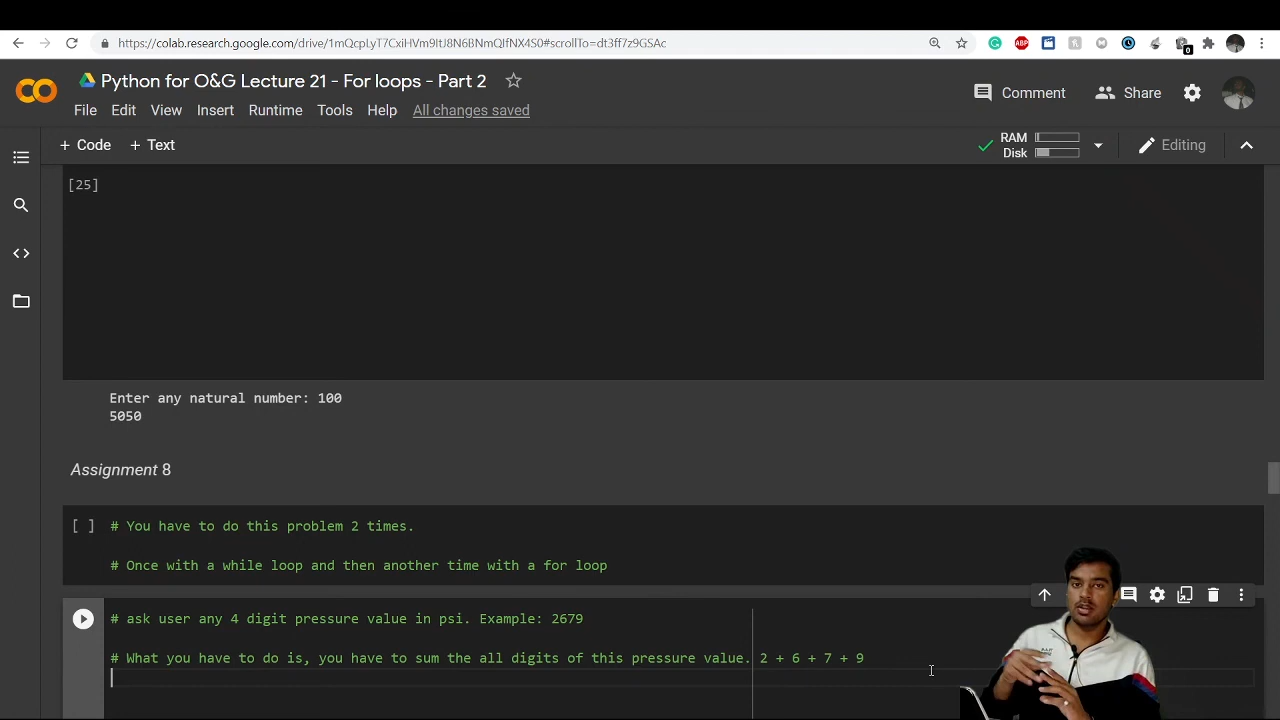 https://colab.research.google.com/drive/1mQcpLyT7CxiHVm9ItJ8N6BNmQIfNX4S0#scrollTo=dt3ff7z9GSAc
Python for O&G Lecture 21 - For loops - Part 2
Comment
Share
File Edit View Insert Runtime Tools Help All changes saved
+ Code + Text
RAM
Disk
Editing
[25]
Enter any natural number: 100
5050
Assignment 8
[ ] # You have to do this problem 2 times.
# Once with a while loop and then another time with a for loop
# ask user any 4 digit pressure value in psi. Example: 2679
# What you have to do is, you have to sum the all digits of this pressure value. 2 + 6 + 7 + 9